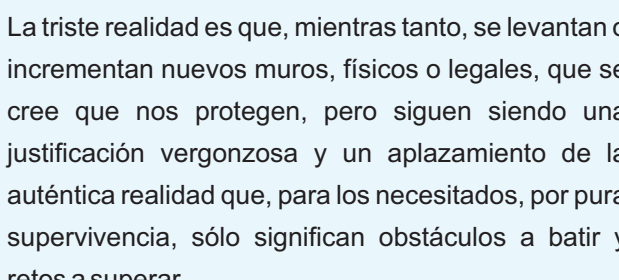 La triste realidad es que, mientras tanto, se levantan o
incrementan nuevos muros, físicos o legales, que se
cree que nos protegen, pero siguen siendo una
justificación vergonzosa y un aplazamiento de la
auténtica realidad que, para los necesitados, por pura
supervivencia, sólo significan obstáculos a batir y
retos a superar